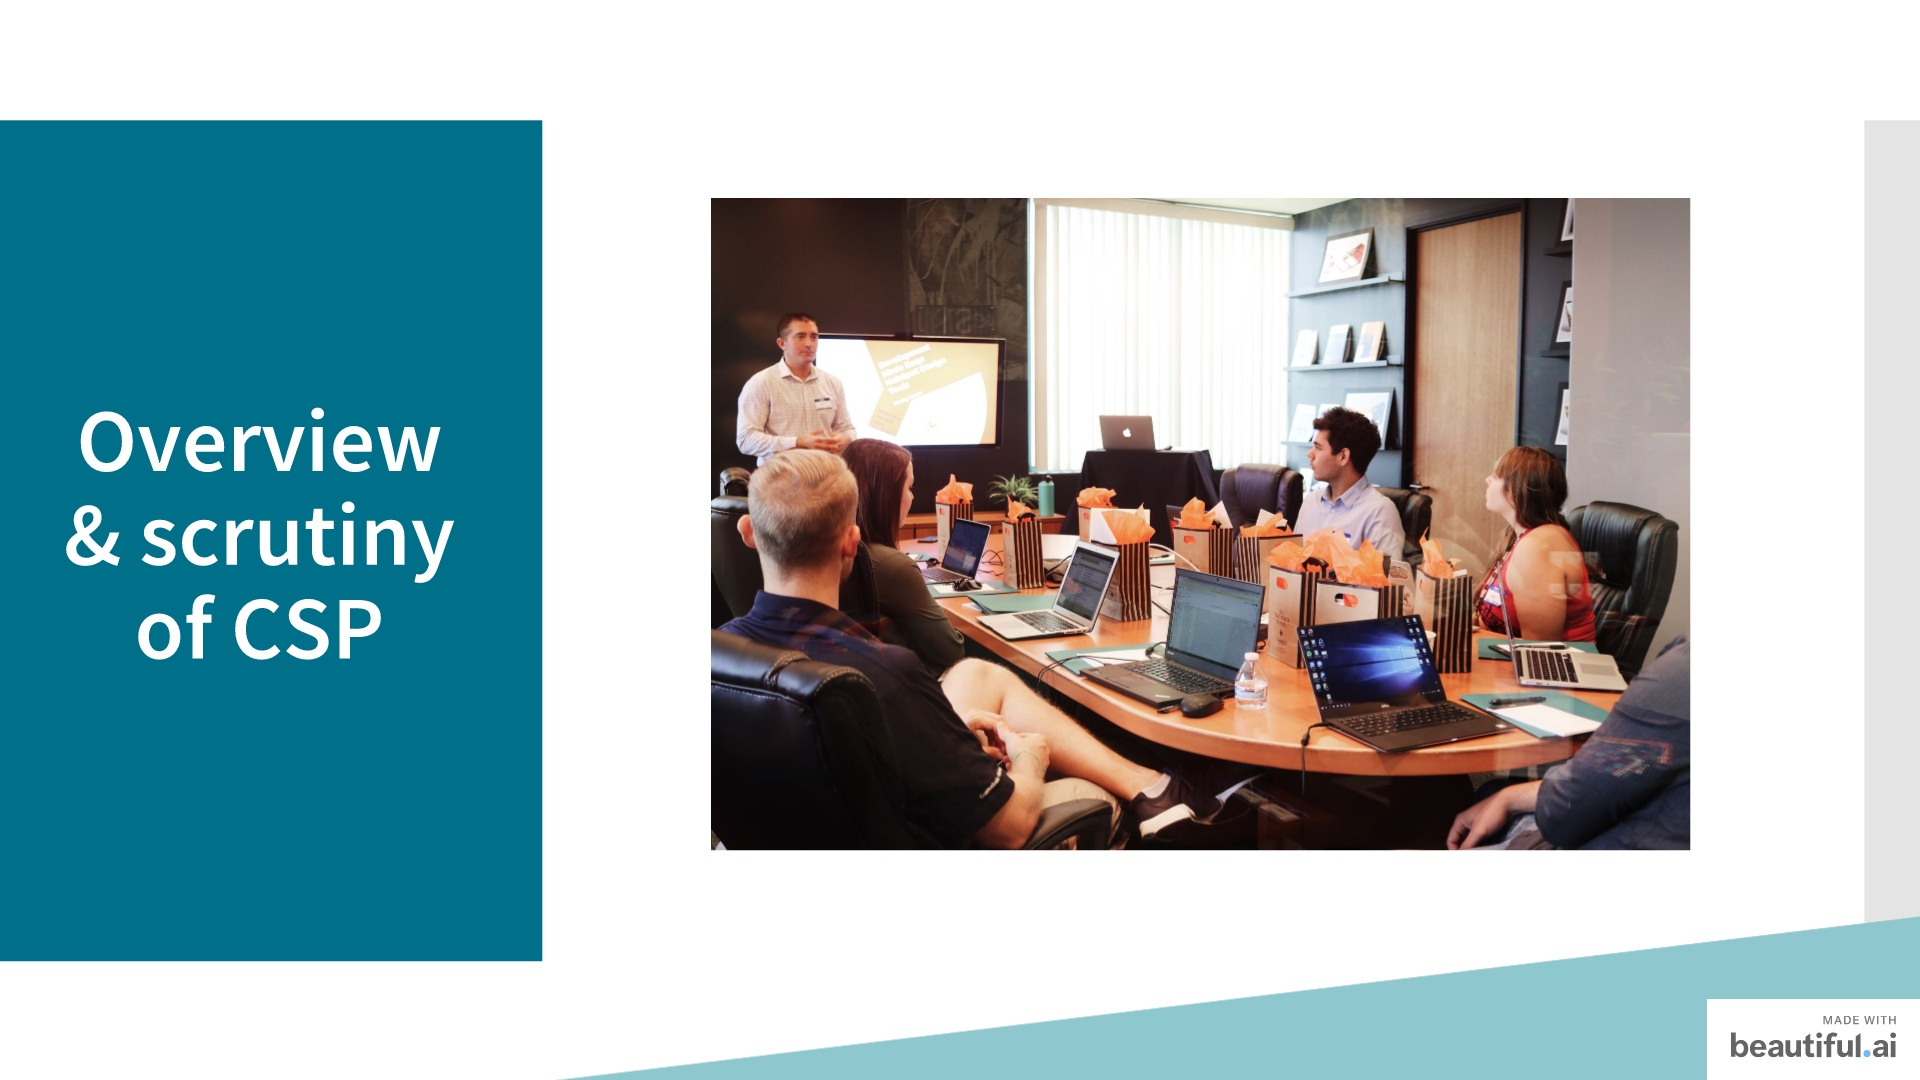 Overview
& scrutiny
of CSP
MADE WITH
beautiful.ai